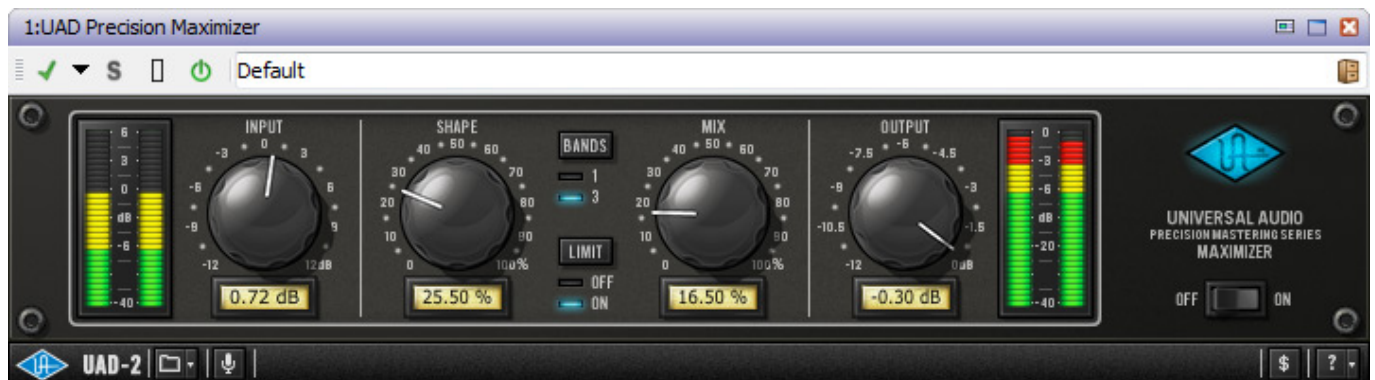 1:UAD Precision Maximizer
S Default
INPUT SHAPE MIX OUTPUT
BANDS
1
3
LIMIT
OFF
ON
6
3
0
dB
-6
-40
-12 -9 -6 -3 0 3 6 9 12dB
0 10 20 30 40 50 60 70 80 90 100%
0 10 20 30 40 50 60 70 80 90 100%
-12 -10.5 -9 -7.5 -6 -4.5 -3 -1.5 0dB
0
-3
-6
dB
-20
-40
0.72 dB 25.50 % 16.50 % -0.30 dB
UNIVERSAL AUDIO
PRECISION MASTERING SERIES
MAXIMIZER
OFF ON
UAD-2 $ ?